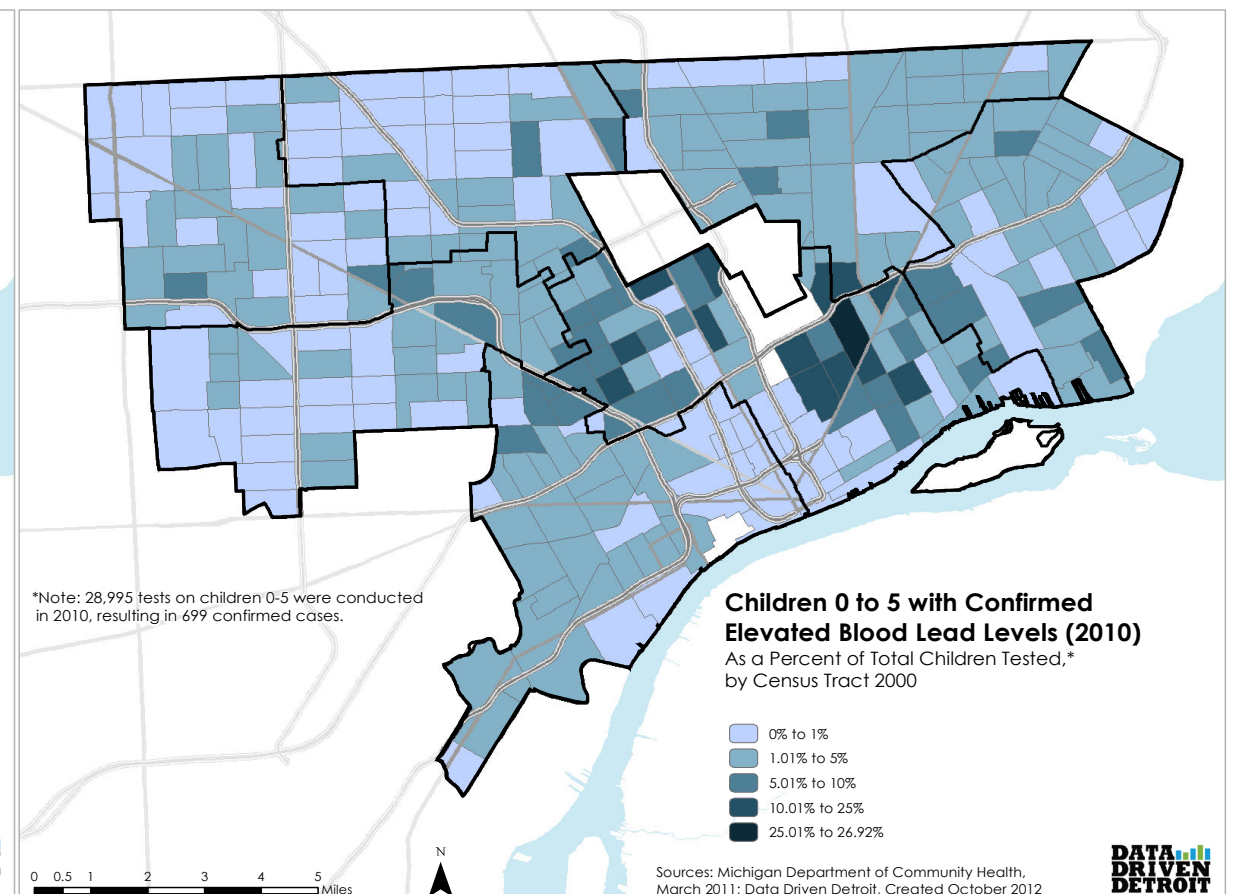 *Note: 28,995 tests on children 0-5 were conducted
in 2010, resulting in 699 confirmed cases.
Children 0 to 5 with Confirmed
Elevated Blood Lead Levels (2010)
As a Percent of Total Children Tested,*
by Census Tract 2000
0% to 1%
1.01% to 5%
5.01% to 10%
10.01% to 25%
25.01% to 26.92%
N
0 0.5 1 2 3 4 5
Miles
Sources: Michigan Department of Community Health,
March 2011; Data Driven Detroit. Created October 2012
DATA
DRIVEN
DETROIT